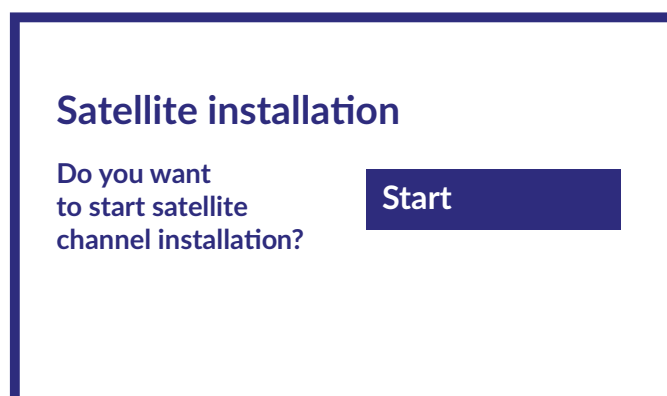 Satellite installation
Do you want
to start satellite
channel installation?
Start